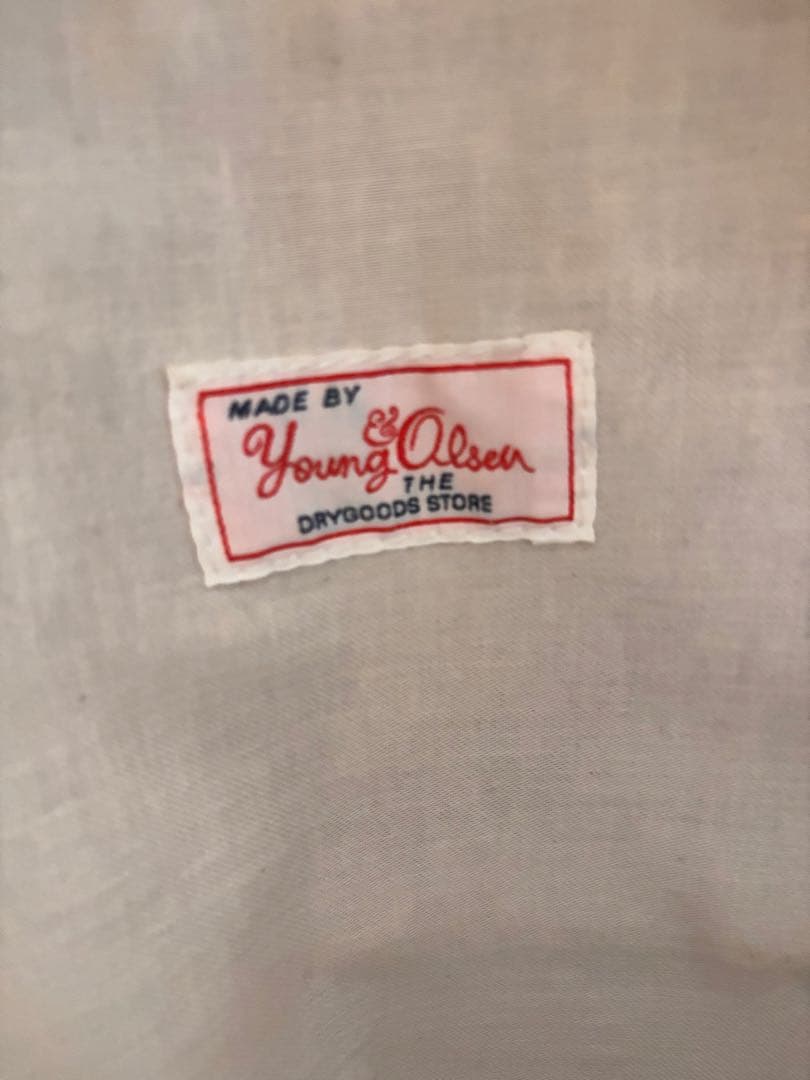 MADE BY
Young & Olsen
THE
DRYGOODS STORE